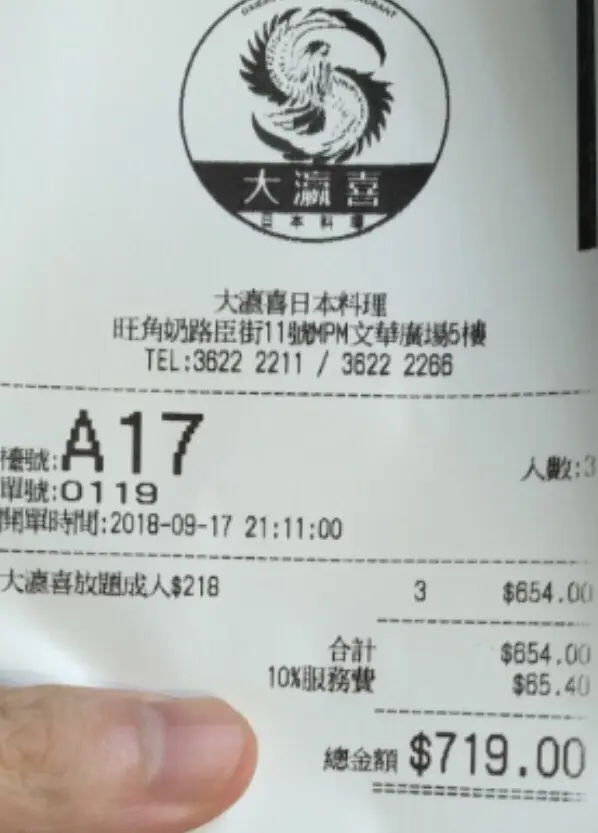 大瀛喜
日本料理
大瀛喜日本料理
旺角奶路臣街11號MPM文華廣場5樓
TEL:3622 2211 / 3622 2266
檯號:A17
人數:3
單號:0119
開單時間:2018-09-17 21:11:00
大瀛喜放題成人$218 3 $654.00
合計 $654.00
10%服務費 $65.40
總金額 $719.00